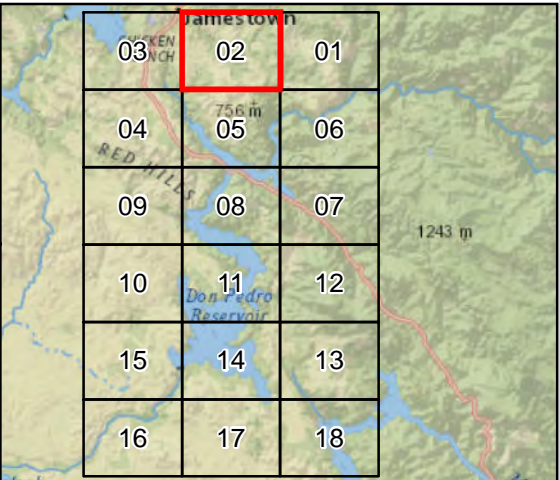 Jamestown
CHICKEN
RANCH
03
02
01
756 m
04
05
06
RED HILLS
09
08
07
1243 m
10
11
12
Don Pedro
Reservoir
15
14
13
16
17
18